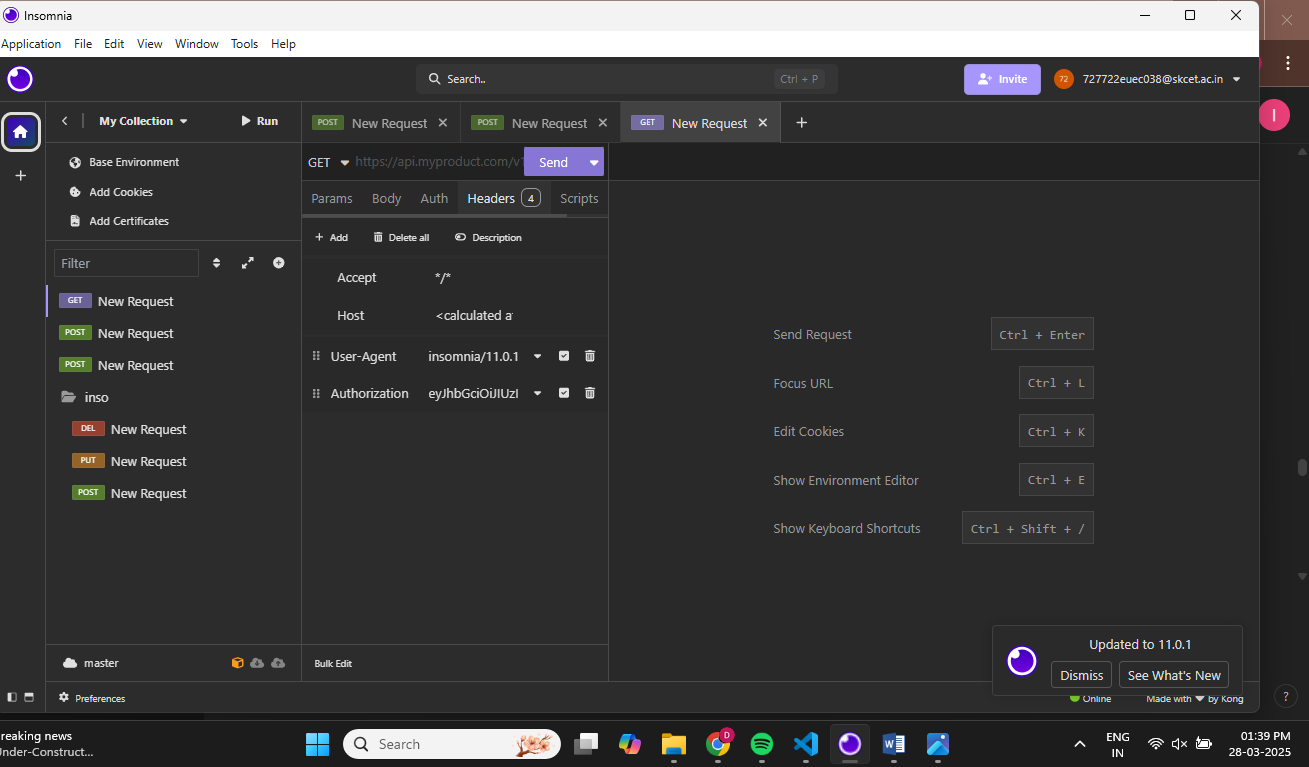 Insomnia
Application File Edit View Window Tools Help
Search.. Ctrl + P
Invite
72 727722euec038@skcet.ac.in
My Collection Run
POST New Request
POST New Request
GET New Request
Base Environment
Add Cookies
Add Certificates
GET https://api.myproduct.com/v1 Send
Params Body Auth Headers 4 Scripts
Add Delete all Description
Filter
Accept */*
Host <calculated a
User-Agent insomnia/11.0.1
Authorization eyJhbGciOiJIUzI
GET New Request
POST New Request
POST New Request
inso
DEL New Request
PUT New Request
POST New Request
Send Request Ctrl + Enter
Focus URL Ctrl + L
Edit Cookies Ctrl + K
Show Environment Editor Ctrl + E
Show Keyboard Shortcuts Ctrl + Shift + /
Updated to 11.0.1
Dismiss See What's New
master
Bulk Edit
Preferences
Online Made with by Kong
?
I
reaking news
Under-Construct...
Search
D
ENG
IN
01:39 PM
28-03-2025